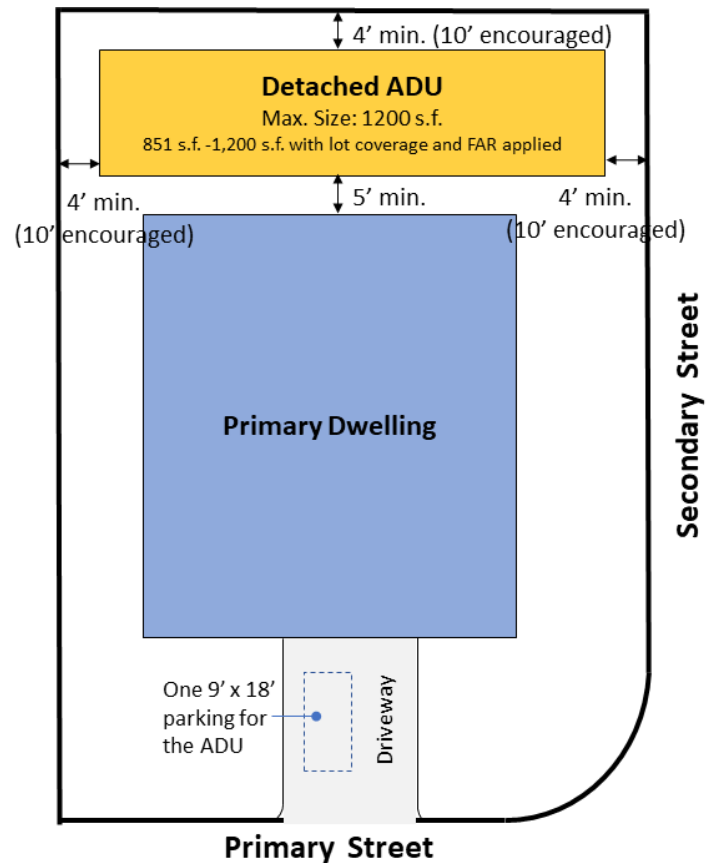 4’ min. (10’ encouraged)
Detached ADU
Max. Size: 1200 s.f.
851 s.f. -1,200 s.f. with lot coverage and FAR applied
4’ min.
(10’ encouraged)
5’ min.
4’ min.
(10’ encouraged)
Primary Dwelling
Secondary Street
One 9’ x 18’
parking for
the ADU
Driveway
Primary Street